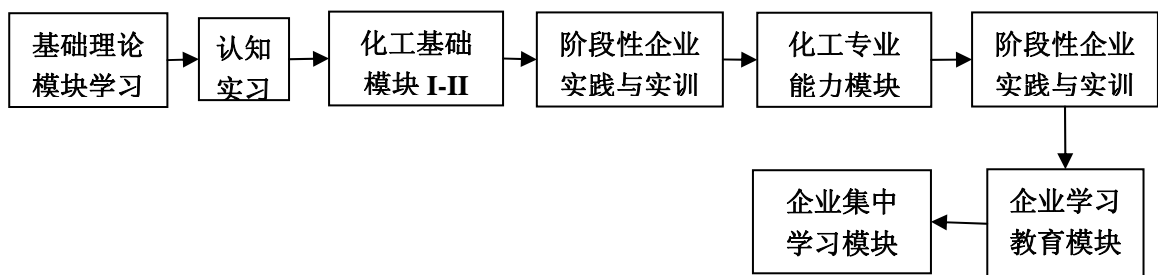 基础理论
模块学习
认知
实习
化工基础
模块 I-II
阶段性企业
实践与实训
化工专业
能力模块
阶段性企业
实践与实训
企业学习
教育模块
企业集中
学习模块